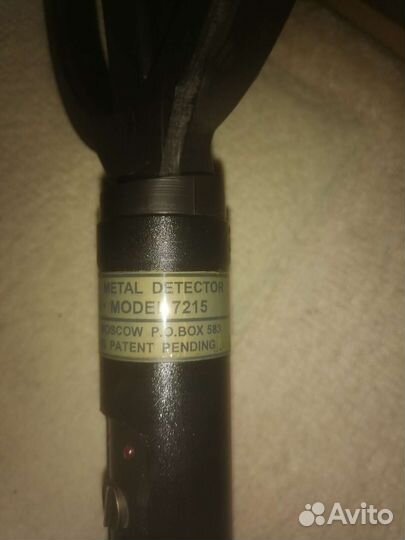 METAL DETECTOR
MODEL 7215
MOSCOW P.O.BOX 583
PATENT PENDING
Avito